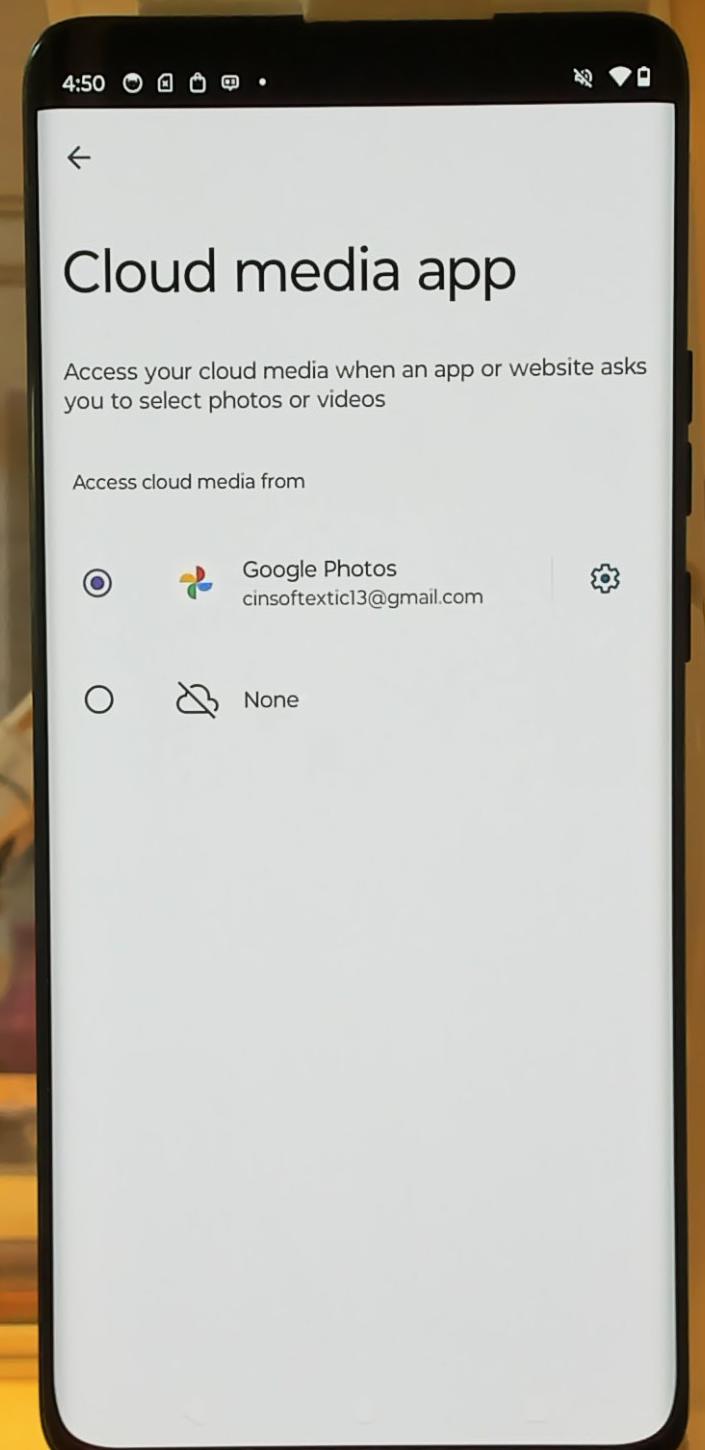 4:50
Cloud media app
Access your cloud media when an app or website asks
you to select photos or videos
Access cloud media from
Google Photos
cinsoftextic13@gmail.com
None